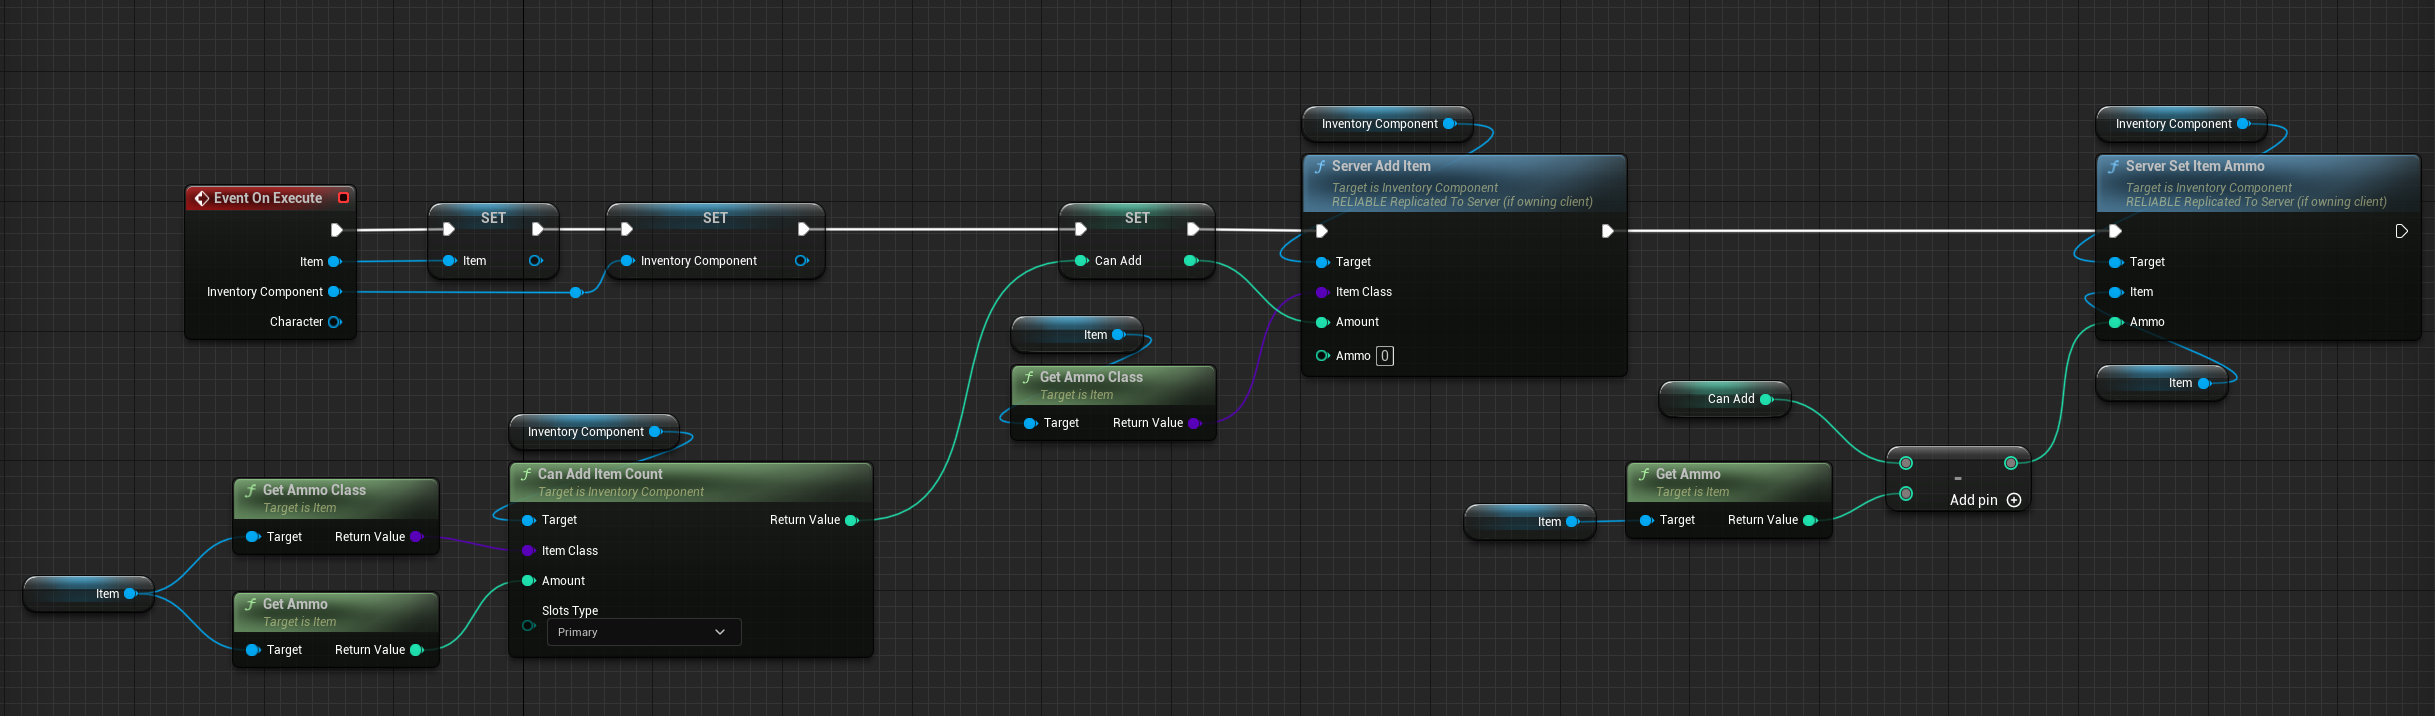 Event On Execute
Item
Inventory Component
Character
SET
Item
SET
Inventory Component
SET
Can Add
Inventory Component
f Server Add Item
Target is Inventory Component
RELIABLE Replicated To Server (if owning client)
Target
Item Class
Amount
Ammo 0
Inventory Component
f Server Set Item Ammo
Target is Inventory Component
RELIABLE Replicated To Server (if owning client)
Target
Item
Ammo
Item
Item
f Get Ammo Class
Target is Item
Target Return Value
Can Add
Item
f Get Ammo
Target is Item
Target Return Value
-
Add pin
Inventory Component
f Can Add Item Count
Target is Inventory Component
Target Return Value
Item Class
Amount
Slots Type
Primary
f Get Ammo Class
Target is Item
Target Return Value
Item
f Get Ammo
Target is Item
Target Return Value